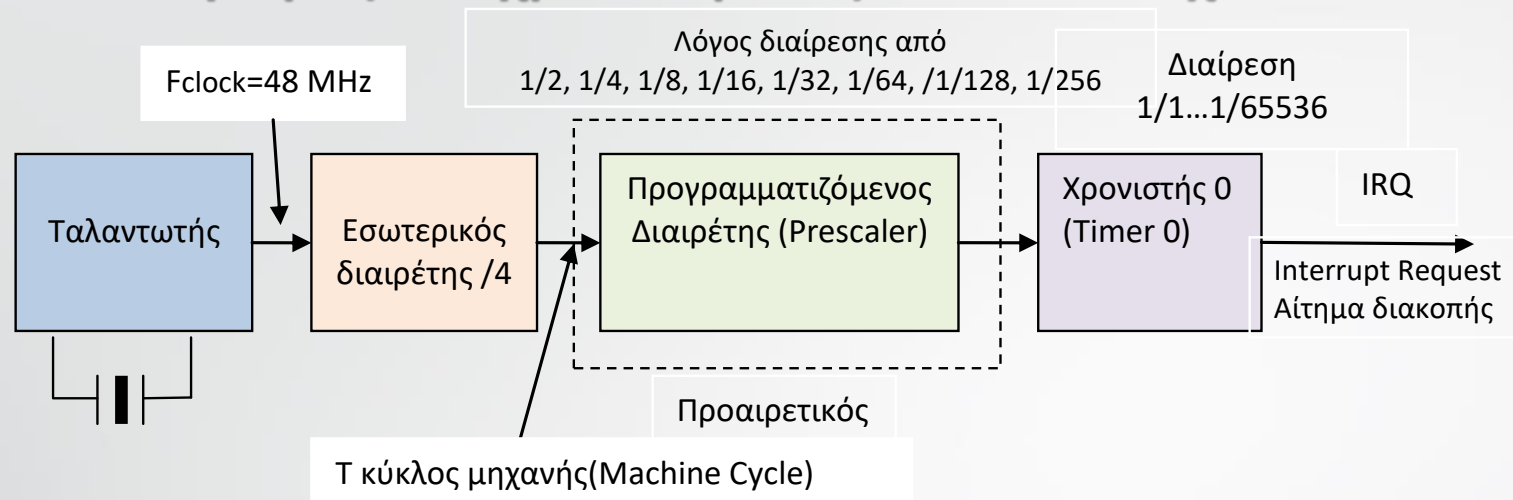 Λόγος διαίρεσης από
1/2, 1/4, 1/8, 1/16, 1/32, 1/64, /1/128, 1/256
Διαίρεση
1/1...1/65536
Fclock=48 MHz
IRQ
Ταλαντωτής
Εσωτερικός
διαιρέτης /4
Προγραμματιζόμενος
Διαιρέτης (Prescaler)
Χρονιστής 0
(Timer 0)
Interrupt Request
Αίτημα διακοπής
Προαιρετικός
Τ κύκλος μηχανής(Machine Cycle)